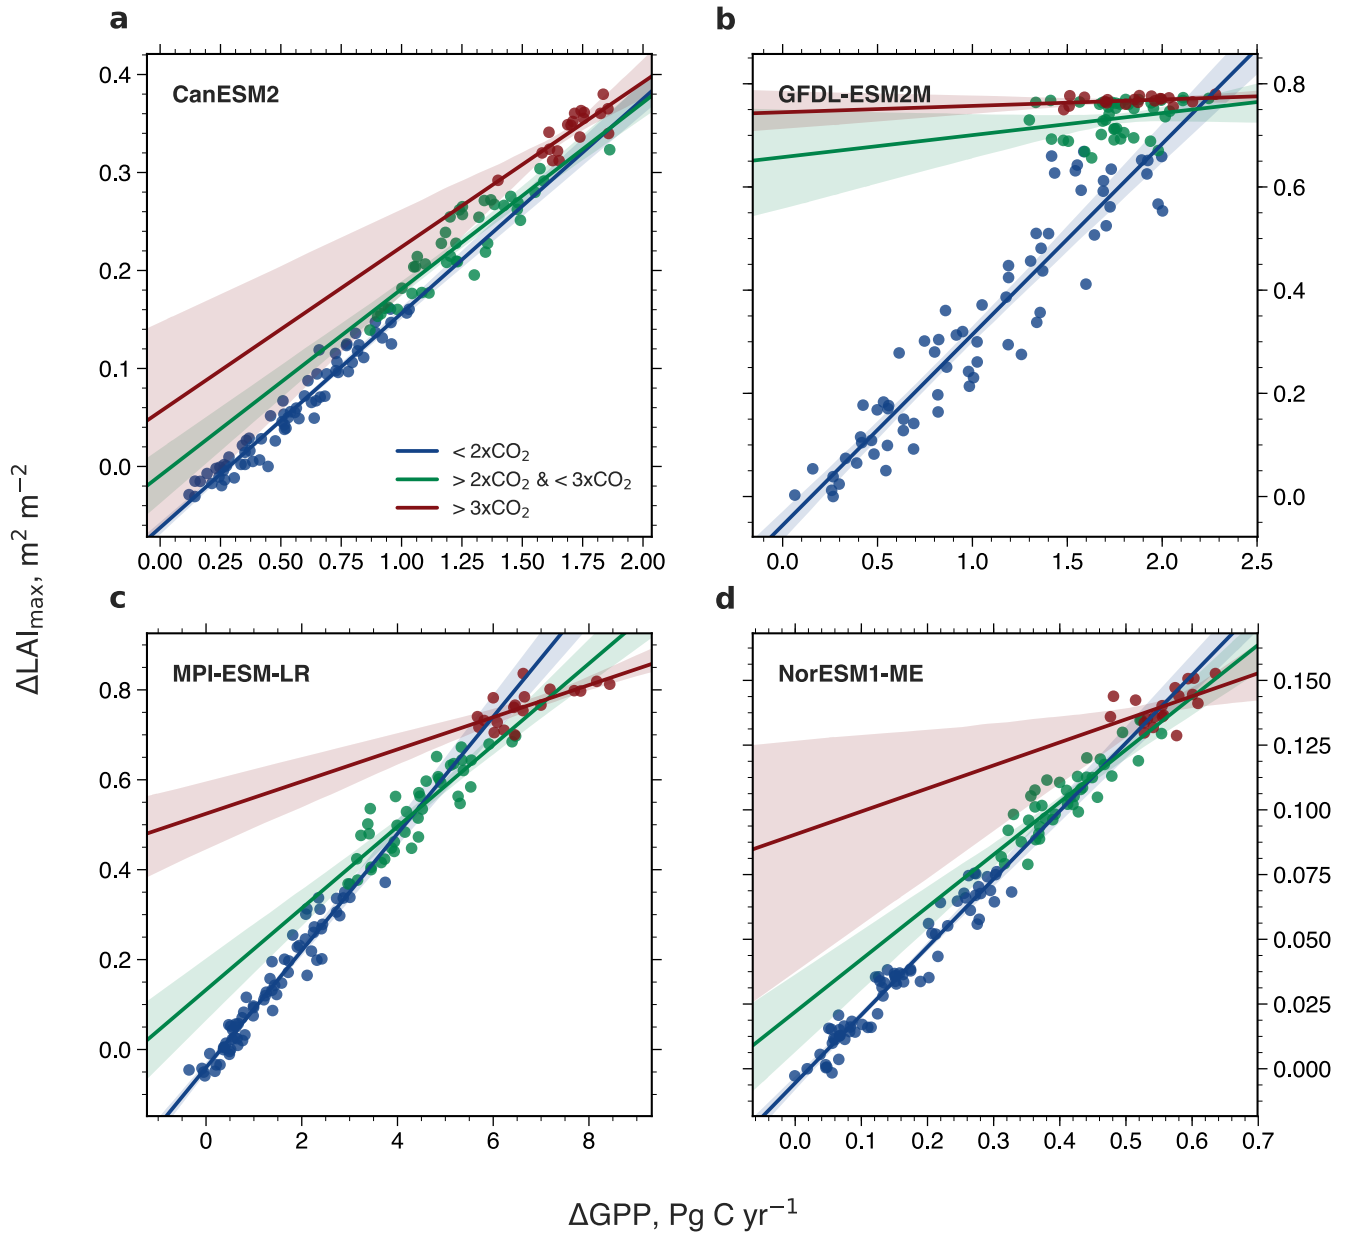 a
b
CanESM2
GFDL-ESM2M
0.4
0.3
0.2
0.1
0.0
0.8
0.6
0.4
0.2
0.0
< 2xCO₂
> 2xCO₂ & < 3xCO₂
> 3xCO₂
0.00 0.25 0.50 0.75 1.00 1.25 1.50 1.75 2.00
0.0 0.5 1.0 1.5 2.0 2.5
c
d
MPI-ESM-LR
NorESM1-ME
0.8
0.6
0.4
0.2
0.0
0.150
0.125
0.100
0.075
0.050
0.025
0.000
0 2 4 6 8
0.0 0.1 0.2 0.3 0.4 0.5 0.6 0.7
ΔLAIₘₐₓ, m² m⁻²
ΔGPP, Pg C yr⁻¹